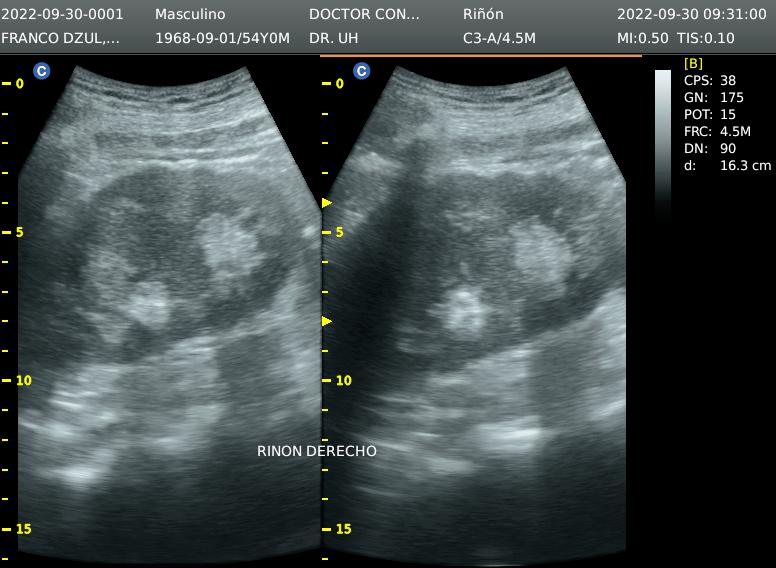 2022-09-30-0001 Masculino DOCTOR CON... Riñón 2022-09-30 09:31:00
FRANCO DZUL,... 1968-09-01/54Y0M DR. UH C3-A/4.5M MI:0.50 TIS:0.10
C
C
[B]
CPS: 38
GN: 175
POT: 15
FRC: 4.5M
DN: 90
d: 16.3 cm
0
5
10
15
0
5
10
15
RINON DERECHO